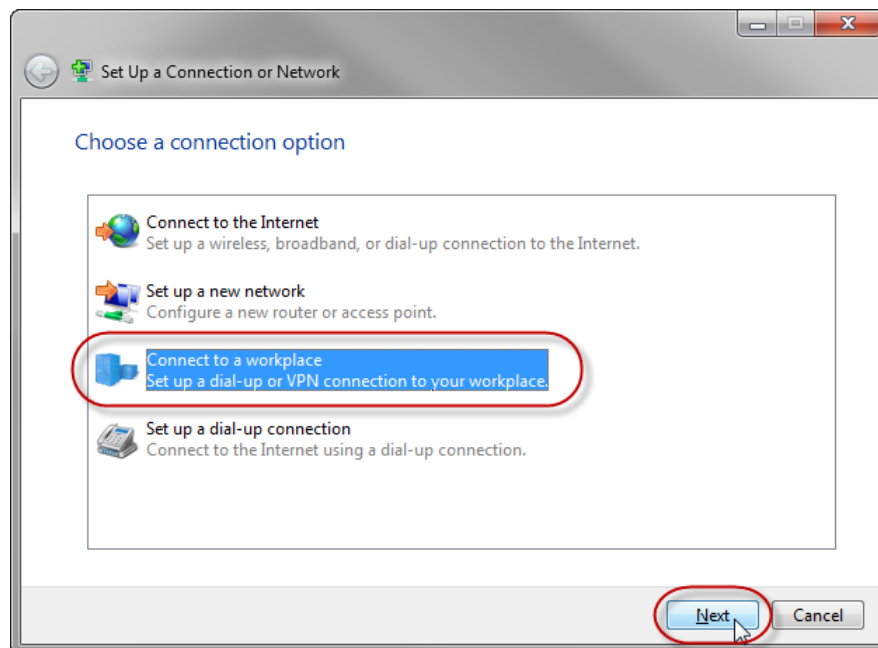 Set Up a Connection or Network
Choose a connection option
Connect to the Internet
Set up a wireless, broadband, or dial-up connection to the Internet.
Set up a new network
Configure a new router or access point.
Connect to a workplace
Set up a dial-up or VPN connection to your workplace.
Set up a dial-up connection
Connect to the Internet using a dial-up connection.
Next
Cancel